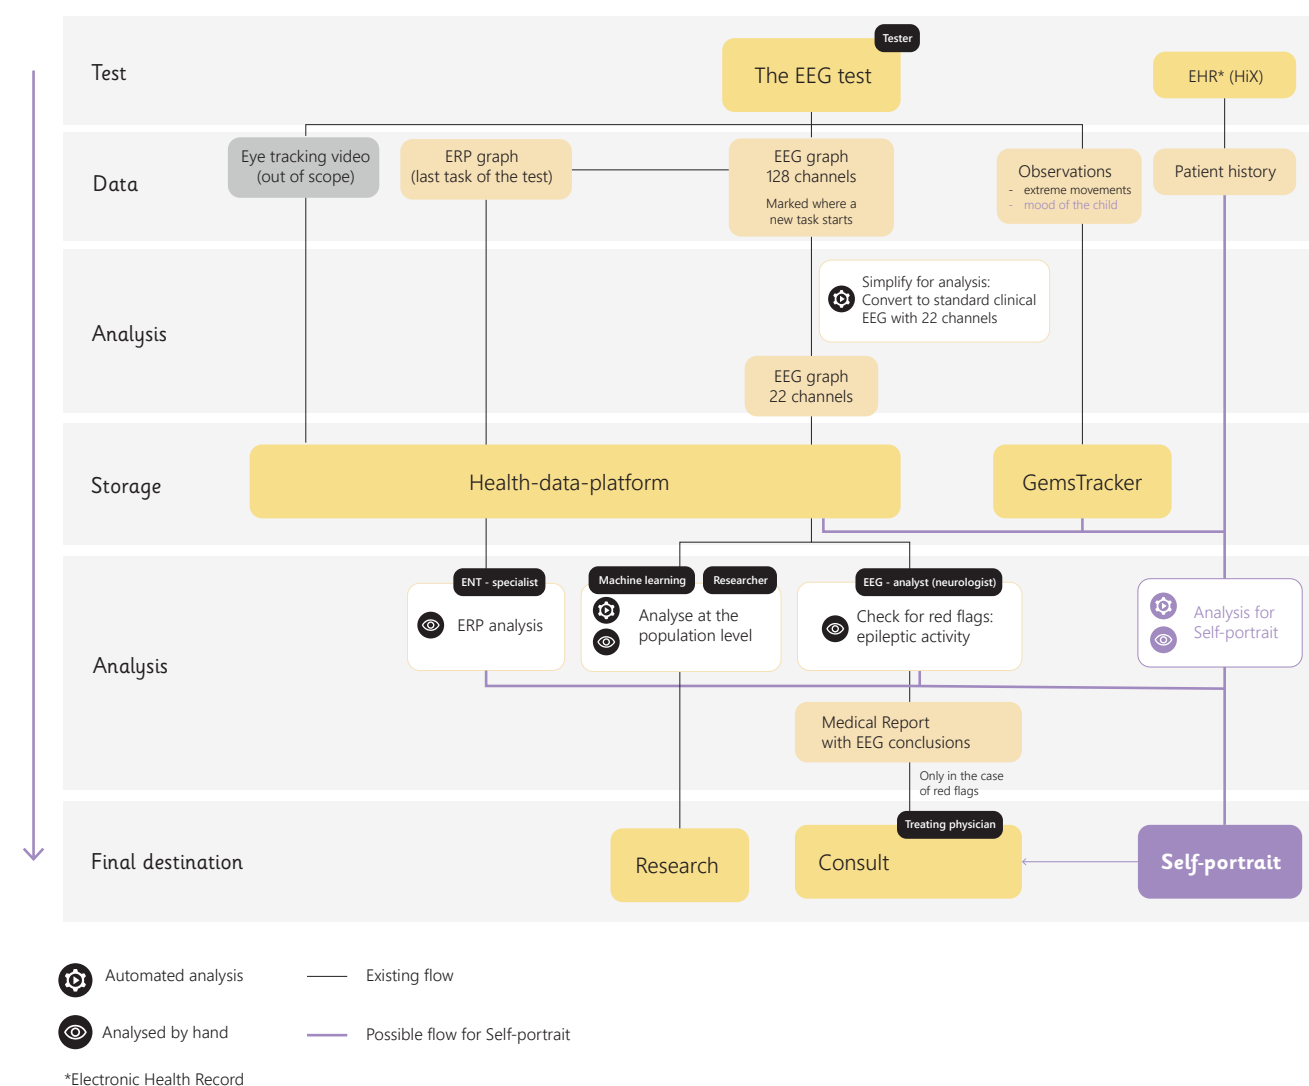 Test
Tester
The EEG test
EHR* (HiX)
Data
Eye tracking video
(out of scope)
ERP graph
(last task of the test)
EEG graph
128 channels
Marked where a
new task starts
Observations
- extreme movements
- mood of the child
Patient history
Analysis
Simplify for analysis:
Convert to standard clinical
EEG with 22 channels
EEG graph
22 channels
Storage
Health-data-platform
GemsTracker
Analysis
ENT - specialist
ERP analysis
Machine learning
Researcher
Analyse at the
population level
EEG - analyst (neurologist)
Check for red flags:
epileptic activity
Analysis for
Self-portrait
Medical Report
with EEG conclusions
Only in the case
of red flags
Final destination
Research
Treating physician
Consult
Self-portrait
Automated analysis
Existing flow
Analysed by hand
Possible flow for Self-portrait
*Electronic Health Record